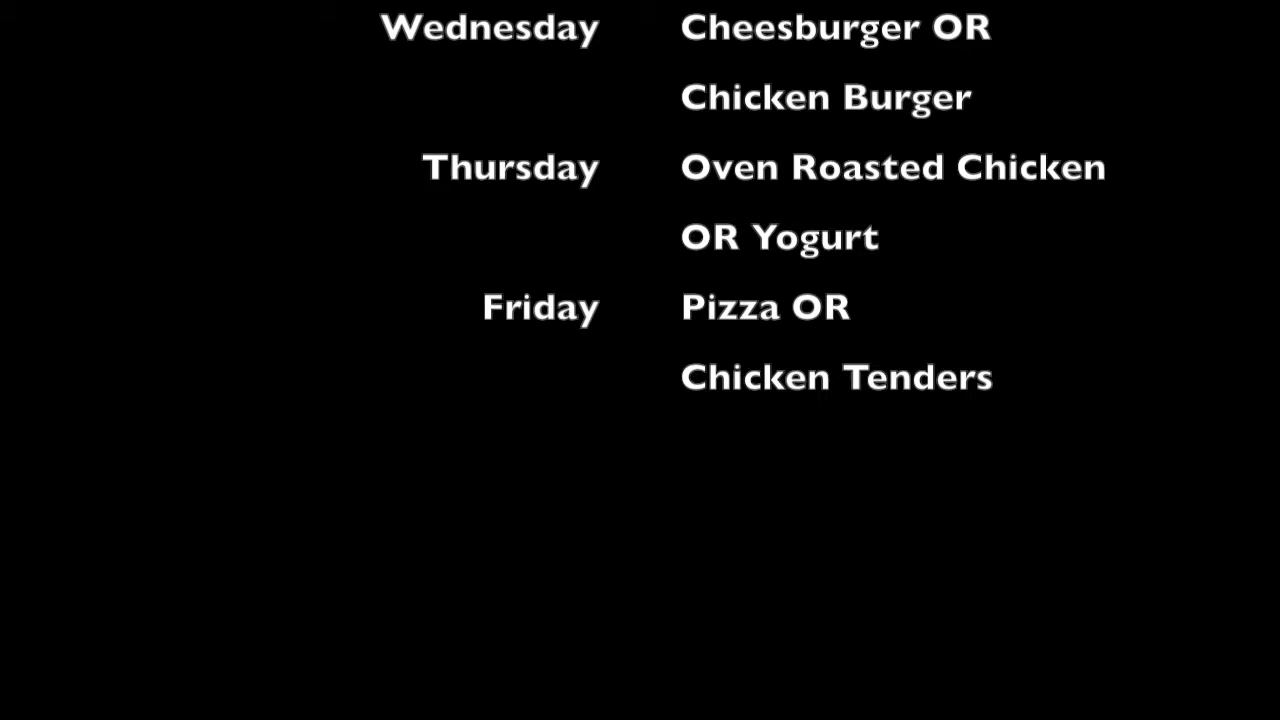 Wednesday Cheesburger OR
Chicken Burger
Thursday Oven Roasted Chicken
OR Yogurt
Friday Pizza OR
Chicken Tenders